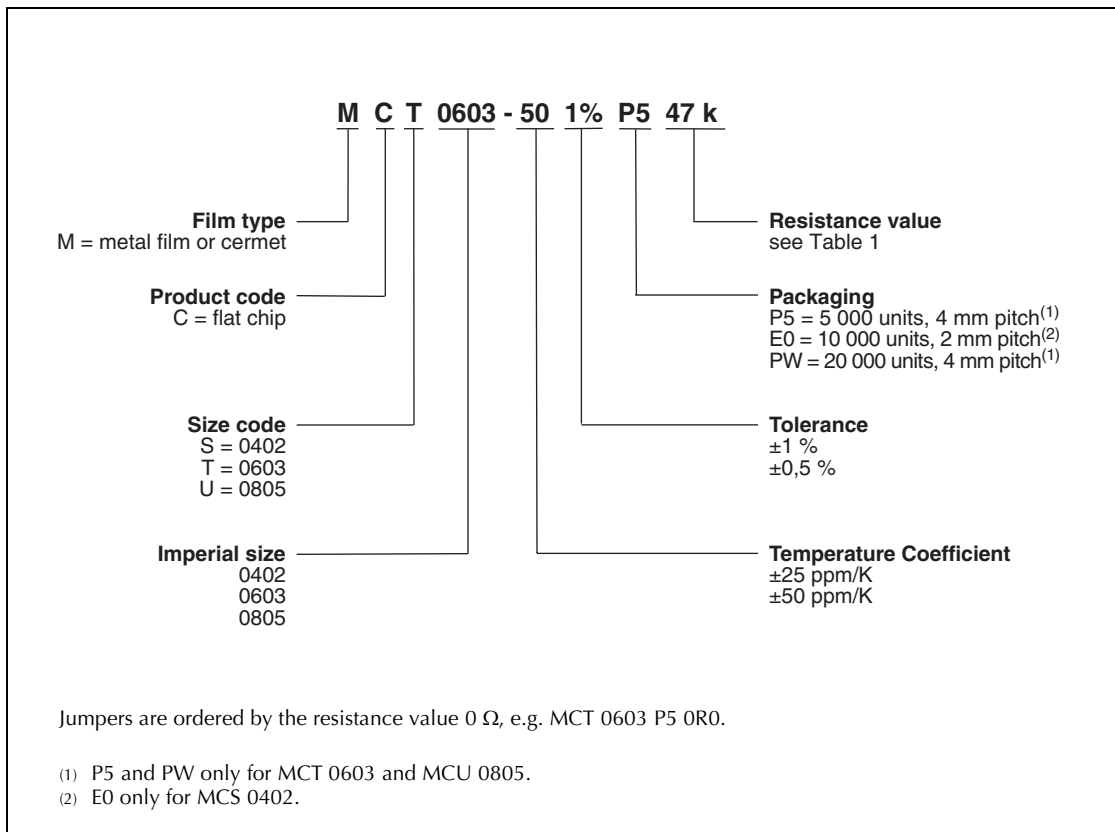 M C T 0603 - 50 1% P5 47 k
Film type
M = metal film or cermet
Product code
C = flat chip
Size code
S = 0402
T = 0603
U = 0805
Imperial size
0402
0603
0805
Resistance value
see Table 1
Packaging
P5 = 5 000 units, 4 mm pitch(1)
E0 = 10 000 units, 2 mm pitch(2)
PW = 20 000 units, 4 mm pitch(1)
Tolerance
±1 %
±0,5 %
Temperature Coefficient
±25 ppm/K
±50 ppm/K
Jumpers are ordered by the resistance value 0 Ω, e.g. MCT 0603 P5 0R0.
(1) P5 and PW only for MCT 0603 and MCU 0805.
(2) E0 only for MCS 0402.